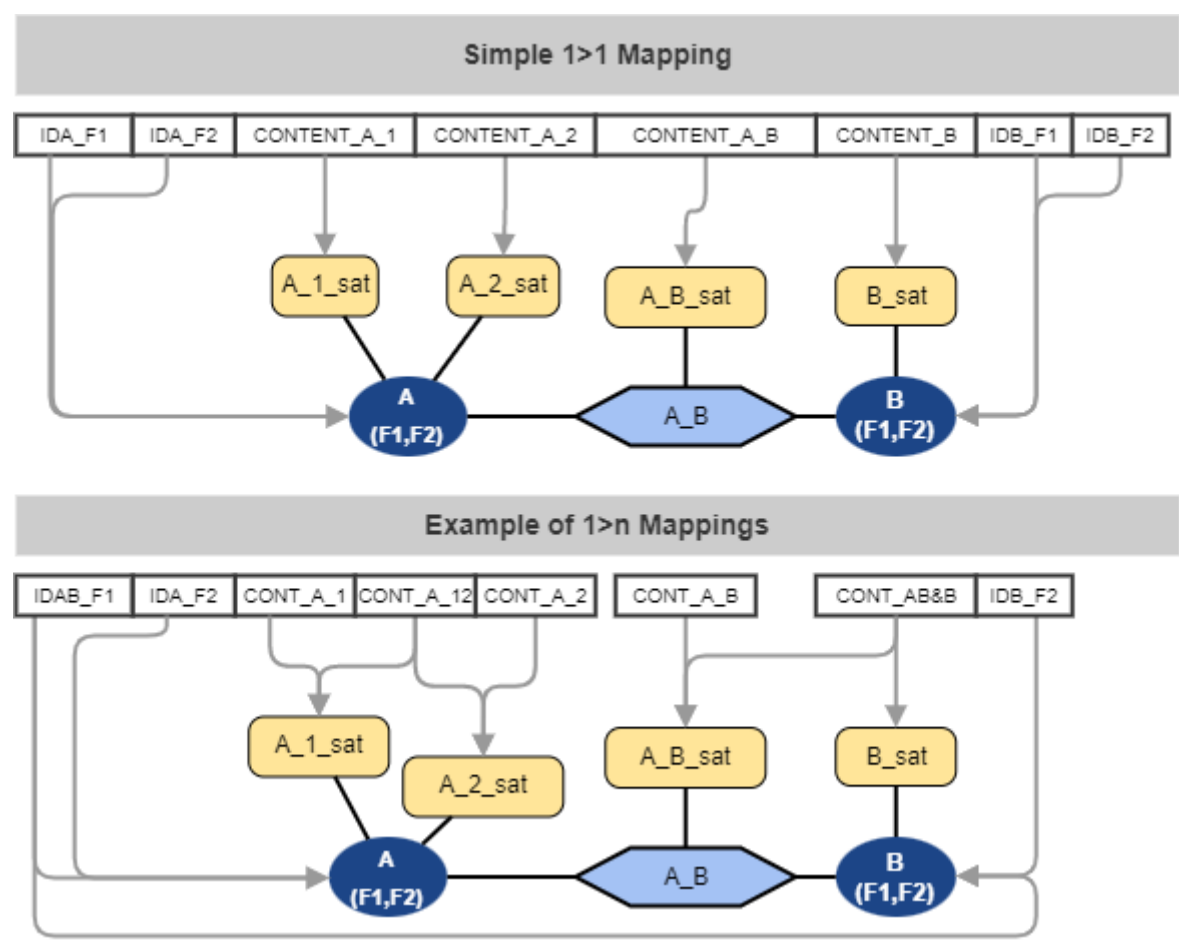 Simple 1>1 Mapping
IDA_F1 IDA_F2 CONTENT_A_1 CONTENT_A_2 CONTENT_A_B CONTENT_B IDB_F1 IDB_F2
A_1_sat A_2_sat A_B_sat B_sat
A
(F1,F2)
A_B
B
(F1,F2)
Example of 1>n Mappings
IDAB_F1 IDA_F2 CONT_A_1 CONT_A_12 CONT_A_2 CONT_A_B CONT_AB&B IDB_F2
A_1_sat A_2_sat A_B_sat B_sat
A
(F1,F2)
A_B
B
(F1,F2)